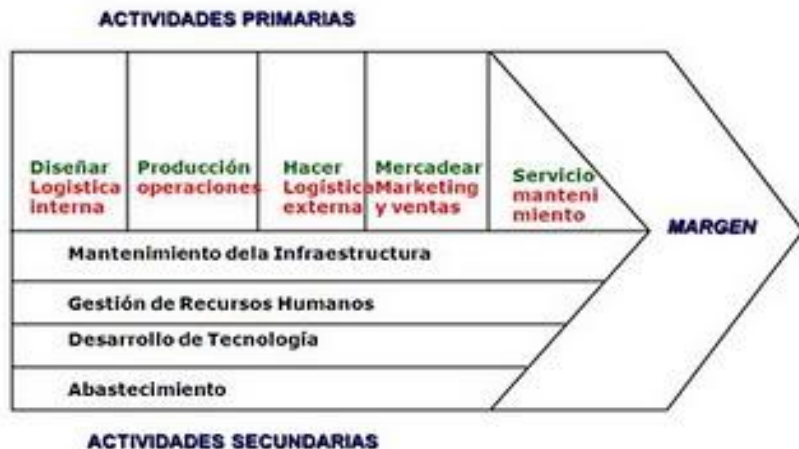 ACTIVIDADES PRIMARIAS
Diseñar
Logistica
interna
Producción
operaciones
Hacer
Logistica
externa
Mercadear
Marketing
y ventas
Servicio
manteni
miento
MARGEN
Mantenimiento dela Infraestructura
Gestión de Recursos Humanos
Desarrollo de Tecnología
Abastecimiento
ACTIVIDADES SECUNDARIAS